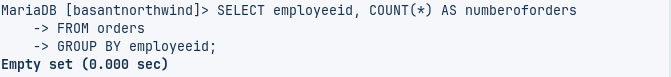 MariaDB [basantnorthwind]> SELECT employeeid, COUNT(*) AS numberoforders
    -> FROM orders
    -> GROUP BY employeeid;
Empty set (0.000 sec)